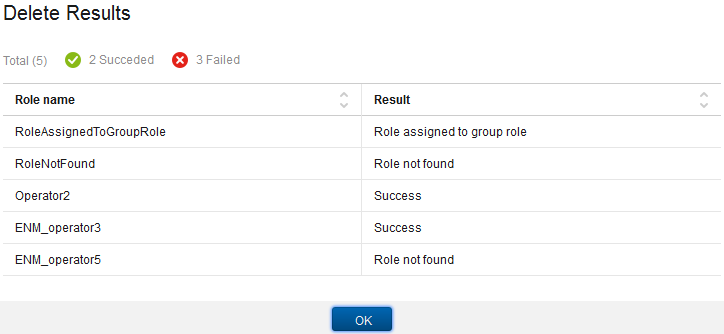 Delete Results
Total (5) 2 Succeded 3 Failed
Role name Result
RoleAssignedToGroupRole Role assigned to group role
RoleNotFound Role not found
Operator2 Success
ENM_operator3 Success
ENM_operator5 Role not found
OK